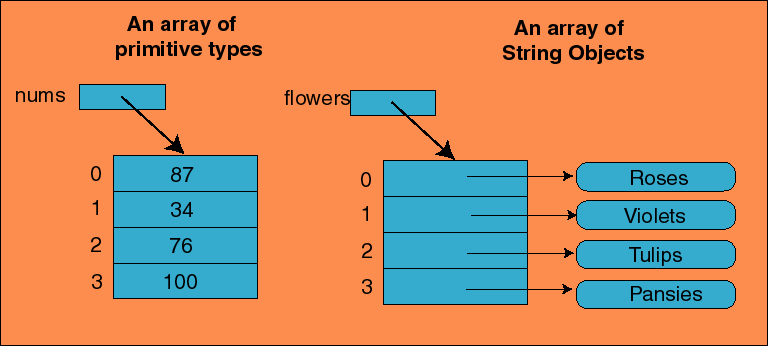 An array of
primitive types
nums
0 87
1 34
2 76
3 100
An array of
String Objects
flowers
0 Roses
1 Violets
2 Tulips
3 Pansies